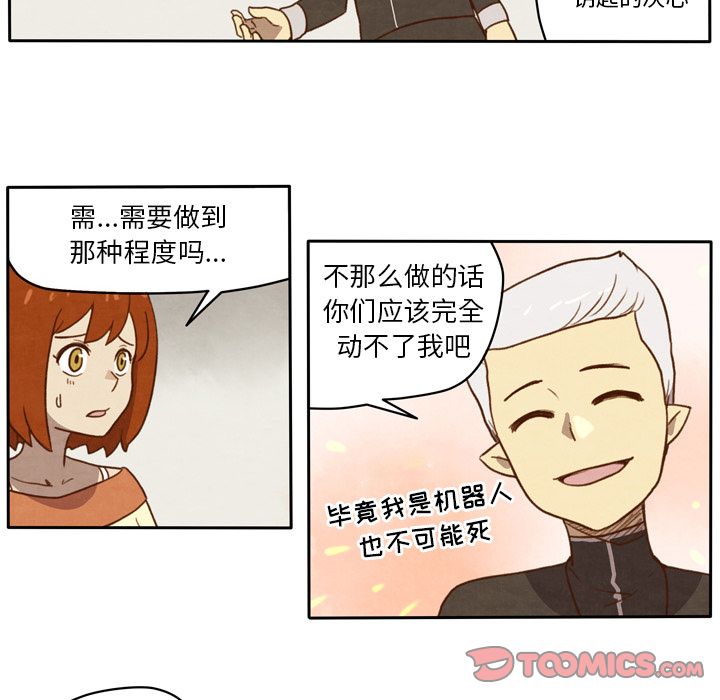 需...需要做到
那种程度吗...
不那么做的话
你们应该完全
动不了我吧
毕竟我是机器人
也不可能死
TOOMICS.COM